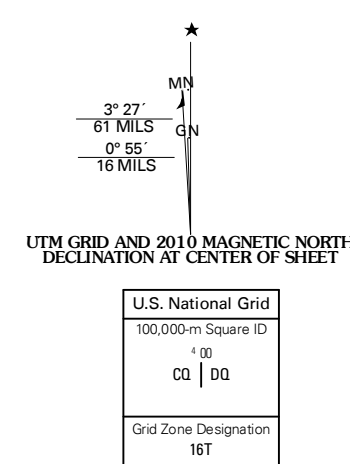 MN
3° 27´
61 MILS
GN
0° 55´
16 MILS
UTM GRID AND 2010 MAGNETIC NORTH
DECLINATION AT CENTER OF SHEET
U.S. National Grid
100,000-m Square ID
4 00
CQ DQ
Grid Zone Designation
16T